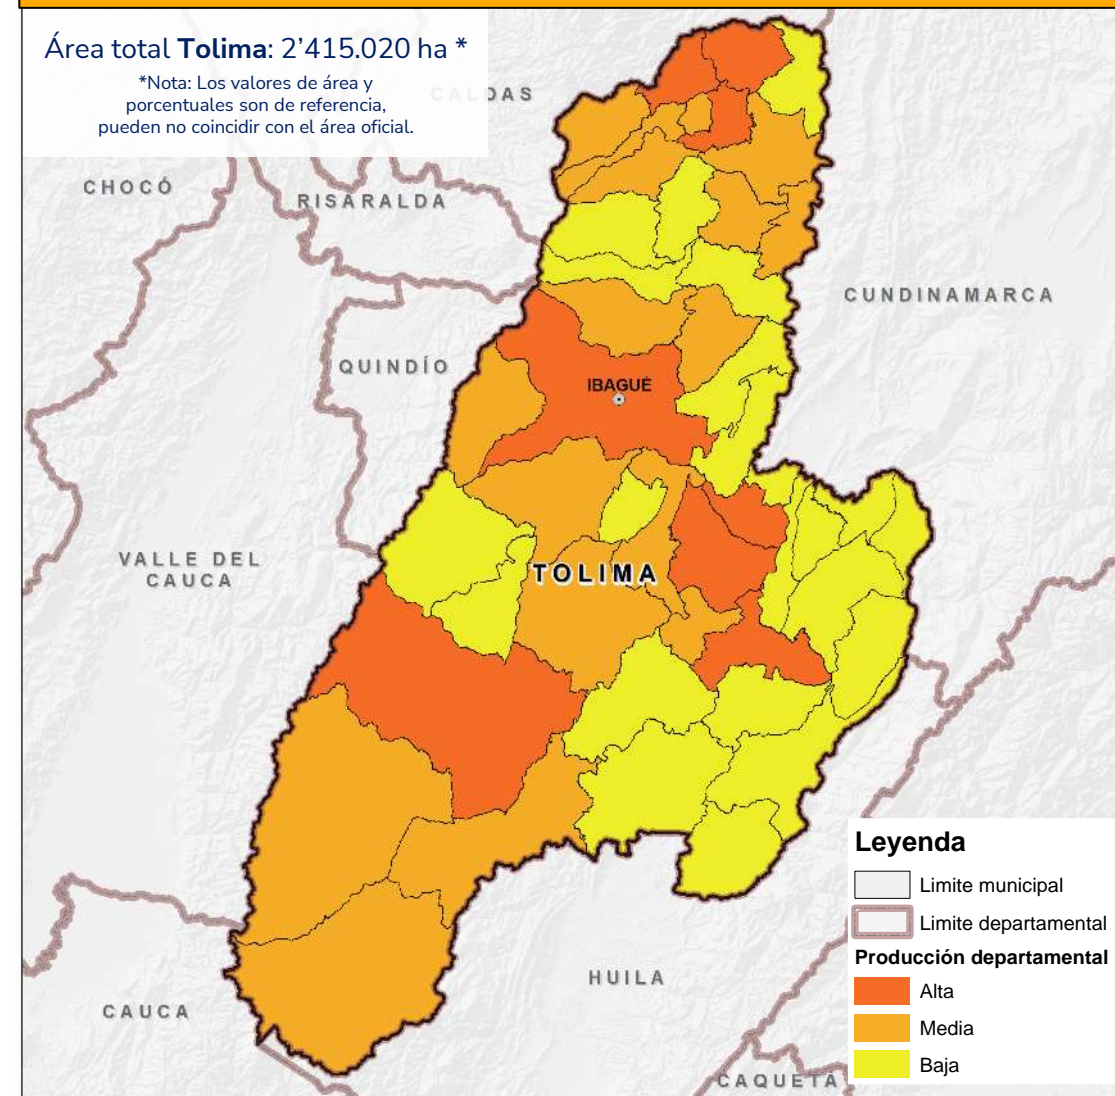 Área total Tolima: 2’415.020 ha *
*Nota: Los valores de área y
porcentuales son de referencia,
pueden no coincidir con el área oficial.
CALDAS
CHOCÓ
RISARALDA
CUNDINAMARCA
QUINDÍO
IBAGUÉ
VALLE DEL
CAUCA
TOLIMA
HUILA
CAUCA
CAQUETÁ
Leyenda
Limite municipal
Limite departamental
Producción departamental
Alta
Media
Baja